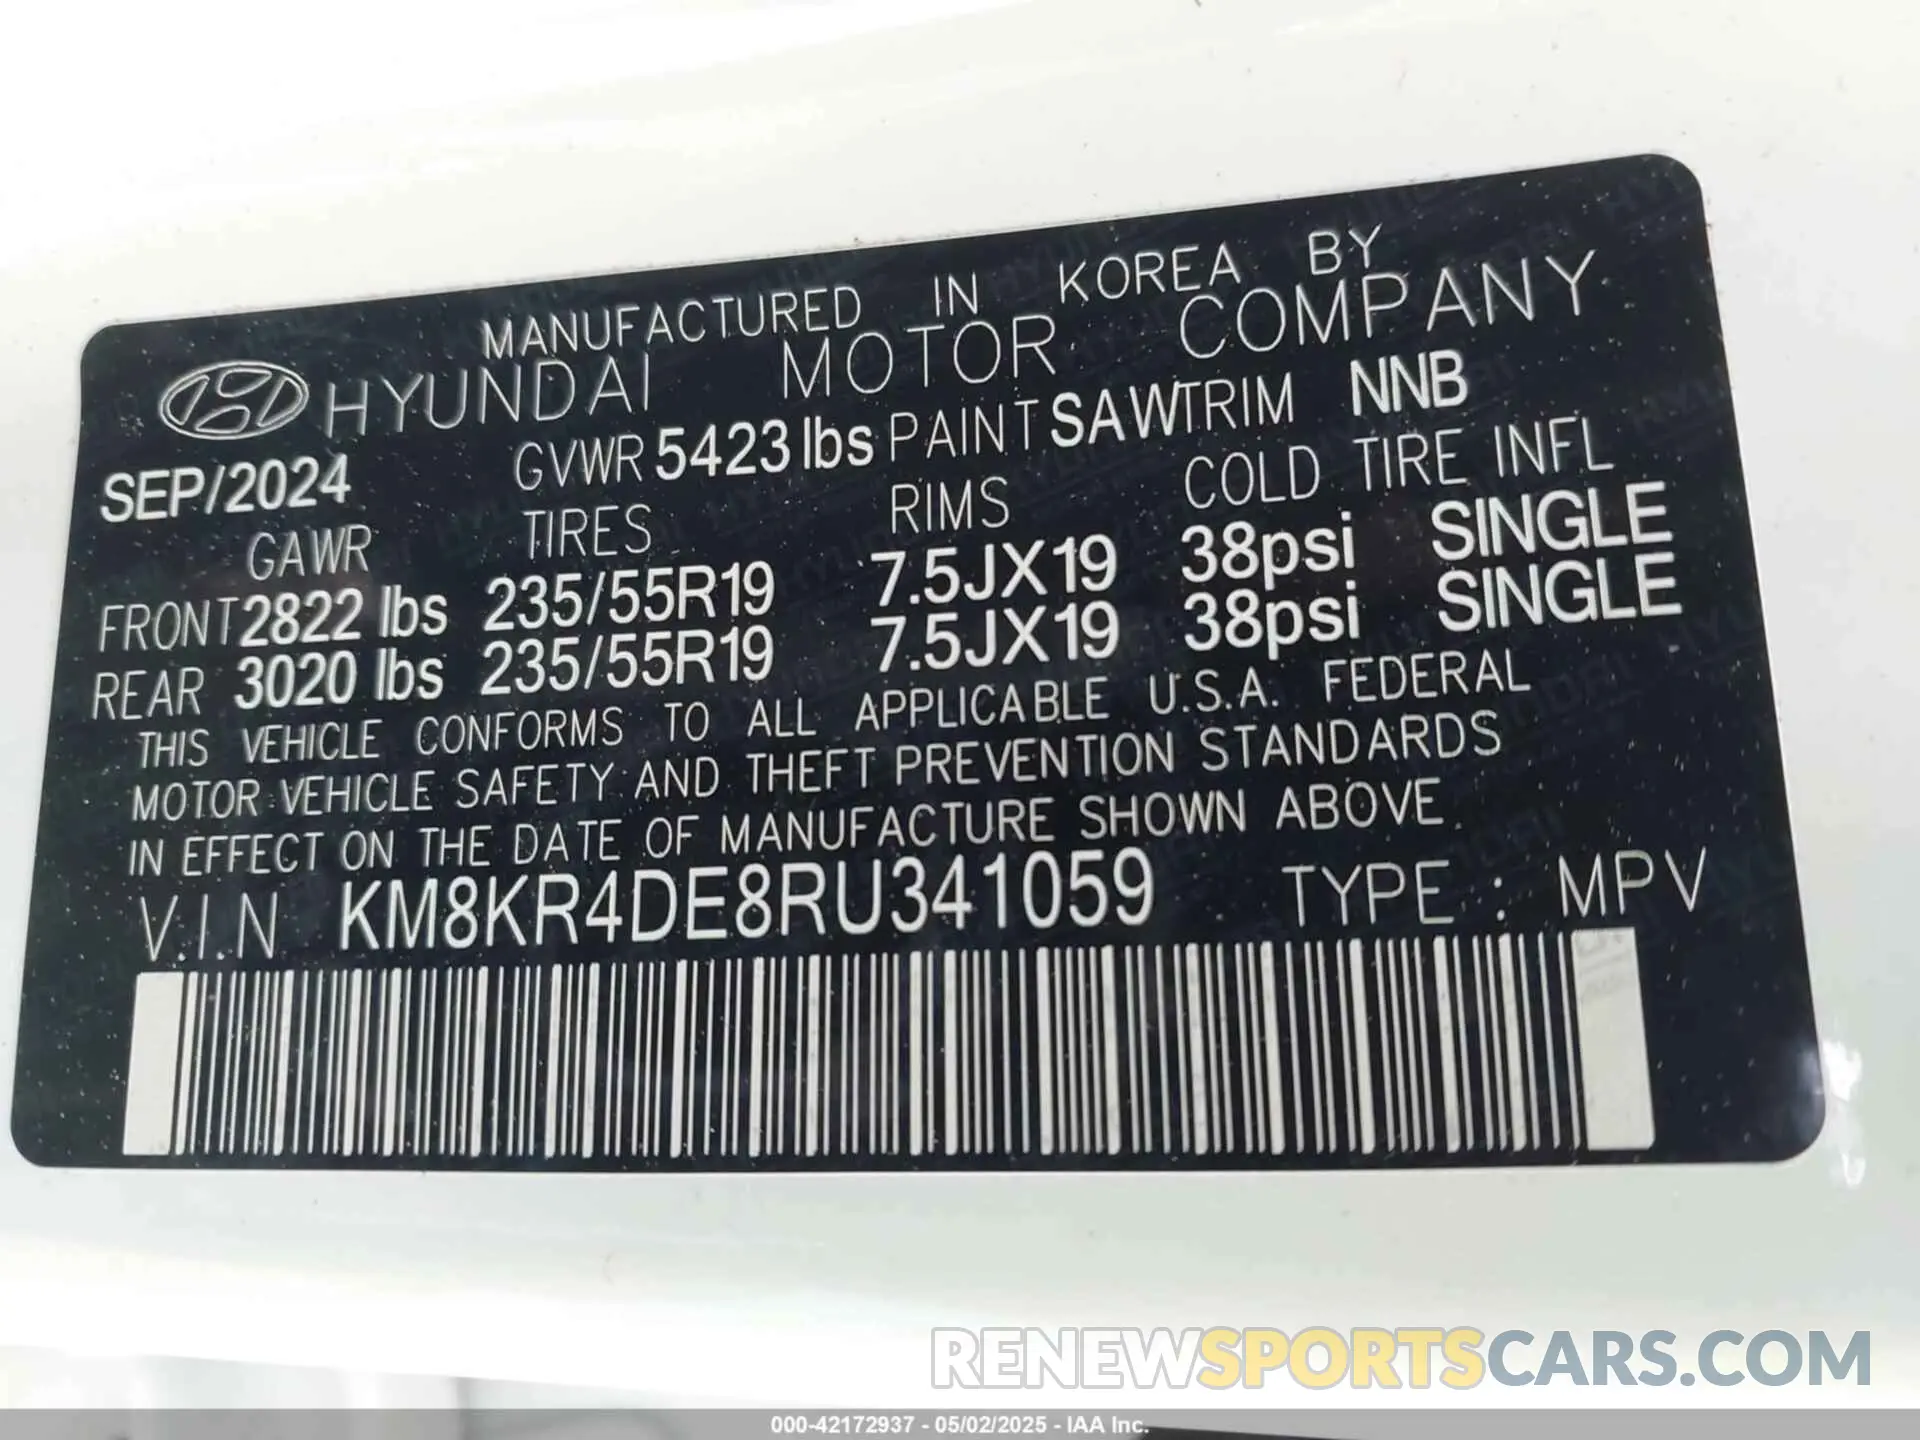 MANUFACTURED IN KOREA BY
HYUNDAI MOTOR COMPANY
SEP/2024 GVWR 5423 lbs PAINT SAW TRIM NNB
GAWR TIRES RIMS COLD TIRE INFL
FRONT 2822 lbs 235/55R19 7.5JX19 38psi SINGLE
REAR 3020 lbs 235/55R19 7.5JX19 38psi SINGLE
THIS VEHICLE CONFORMS TO ALL APPLICABLE U.S.A. FEDERAL
MOTOR VEHICLE SAFETY AND THEFT PREVENTION STANDARDS
IN EFFECT ON THE DATE OF MANUFACTURE SHOWN ABOVE.
V.I.N KM8KR4DE8RU341059 TYPE : MPV
RENEWSPORTSCARS.COM
000-42172937 - 05/02/2025 - IAA Inc.